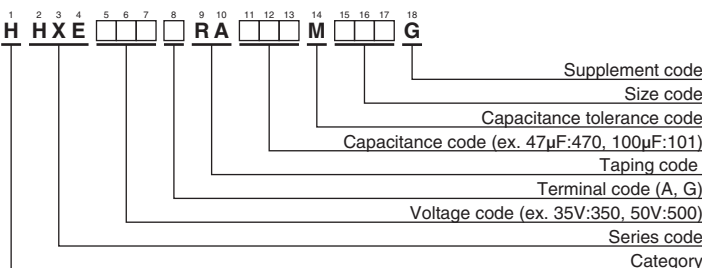 1 2 3 4 5 6 7 8 9 10 11 12 13 14 15 16 17 18
H HXE □□□ □ RA □□□ M □□□ G
Supplement code
Size code
Capacitance tolerance code
Capacitance code (ex. 47µF:470, 100µF:101)
Taping code
Terminal code (A, G)
Voltage code (ex. 35V:350, 50V:500)
Series code
Category